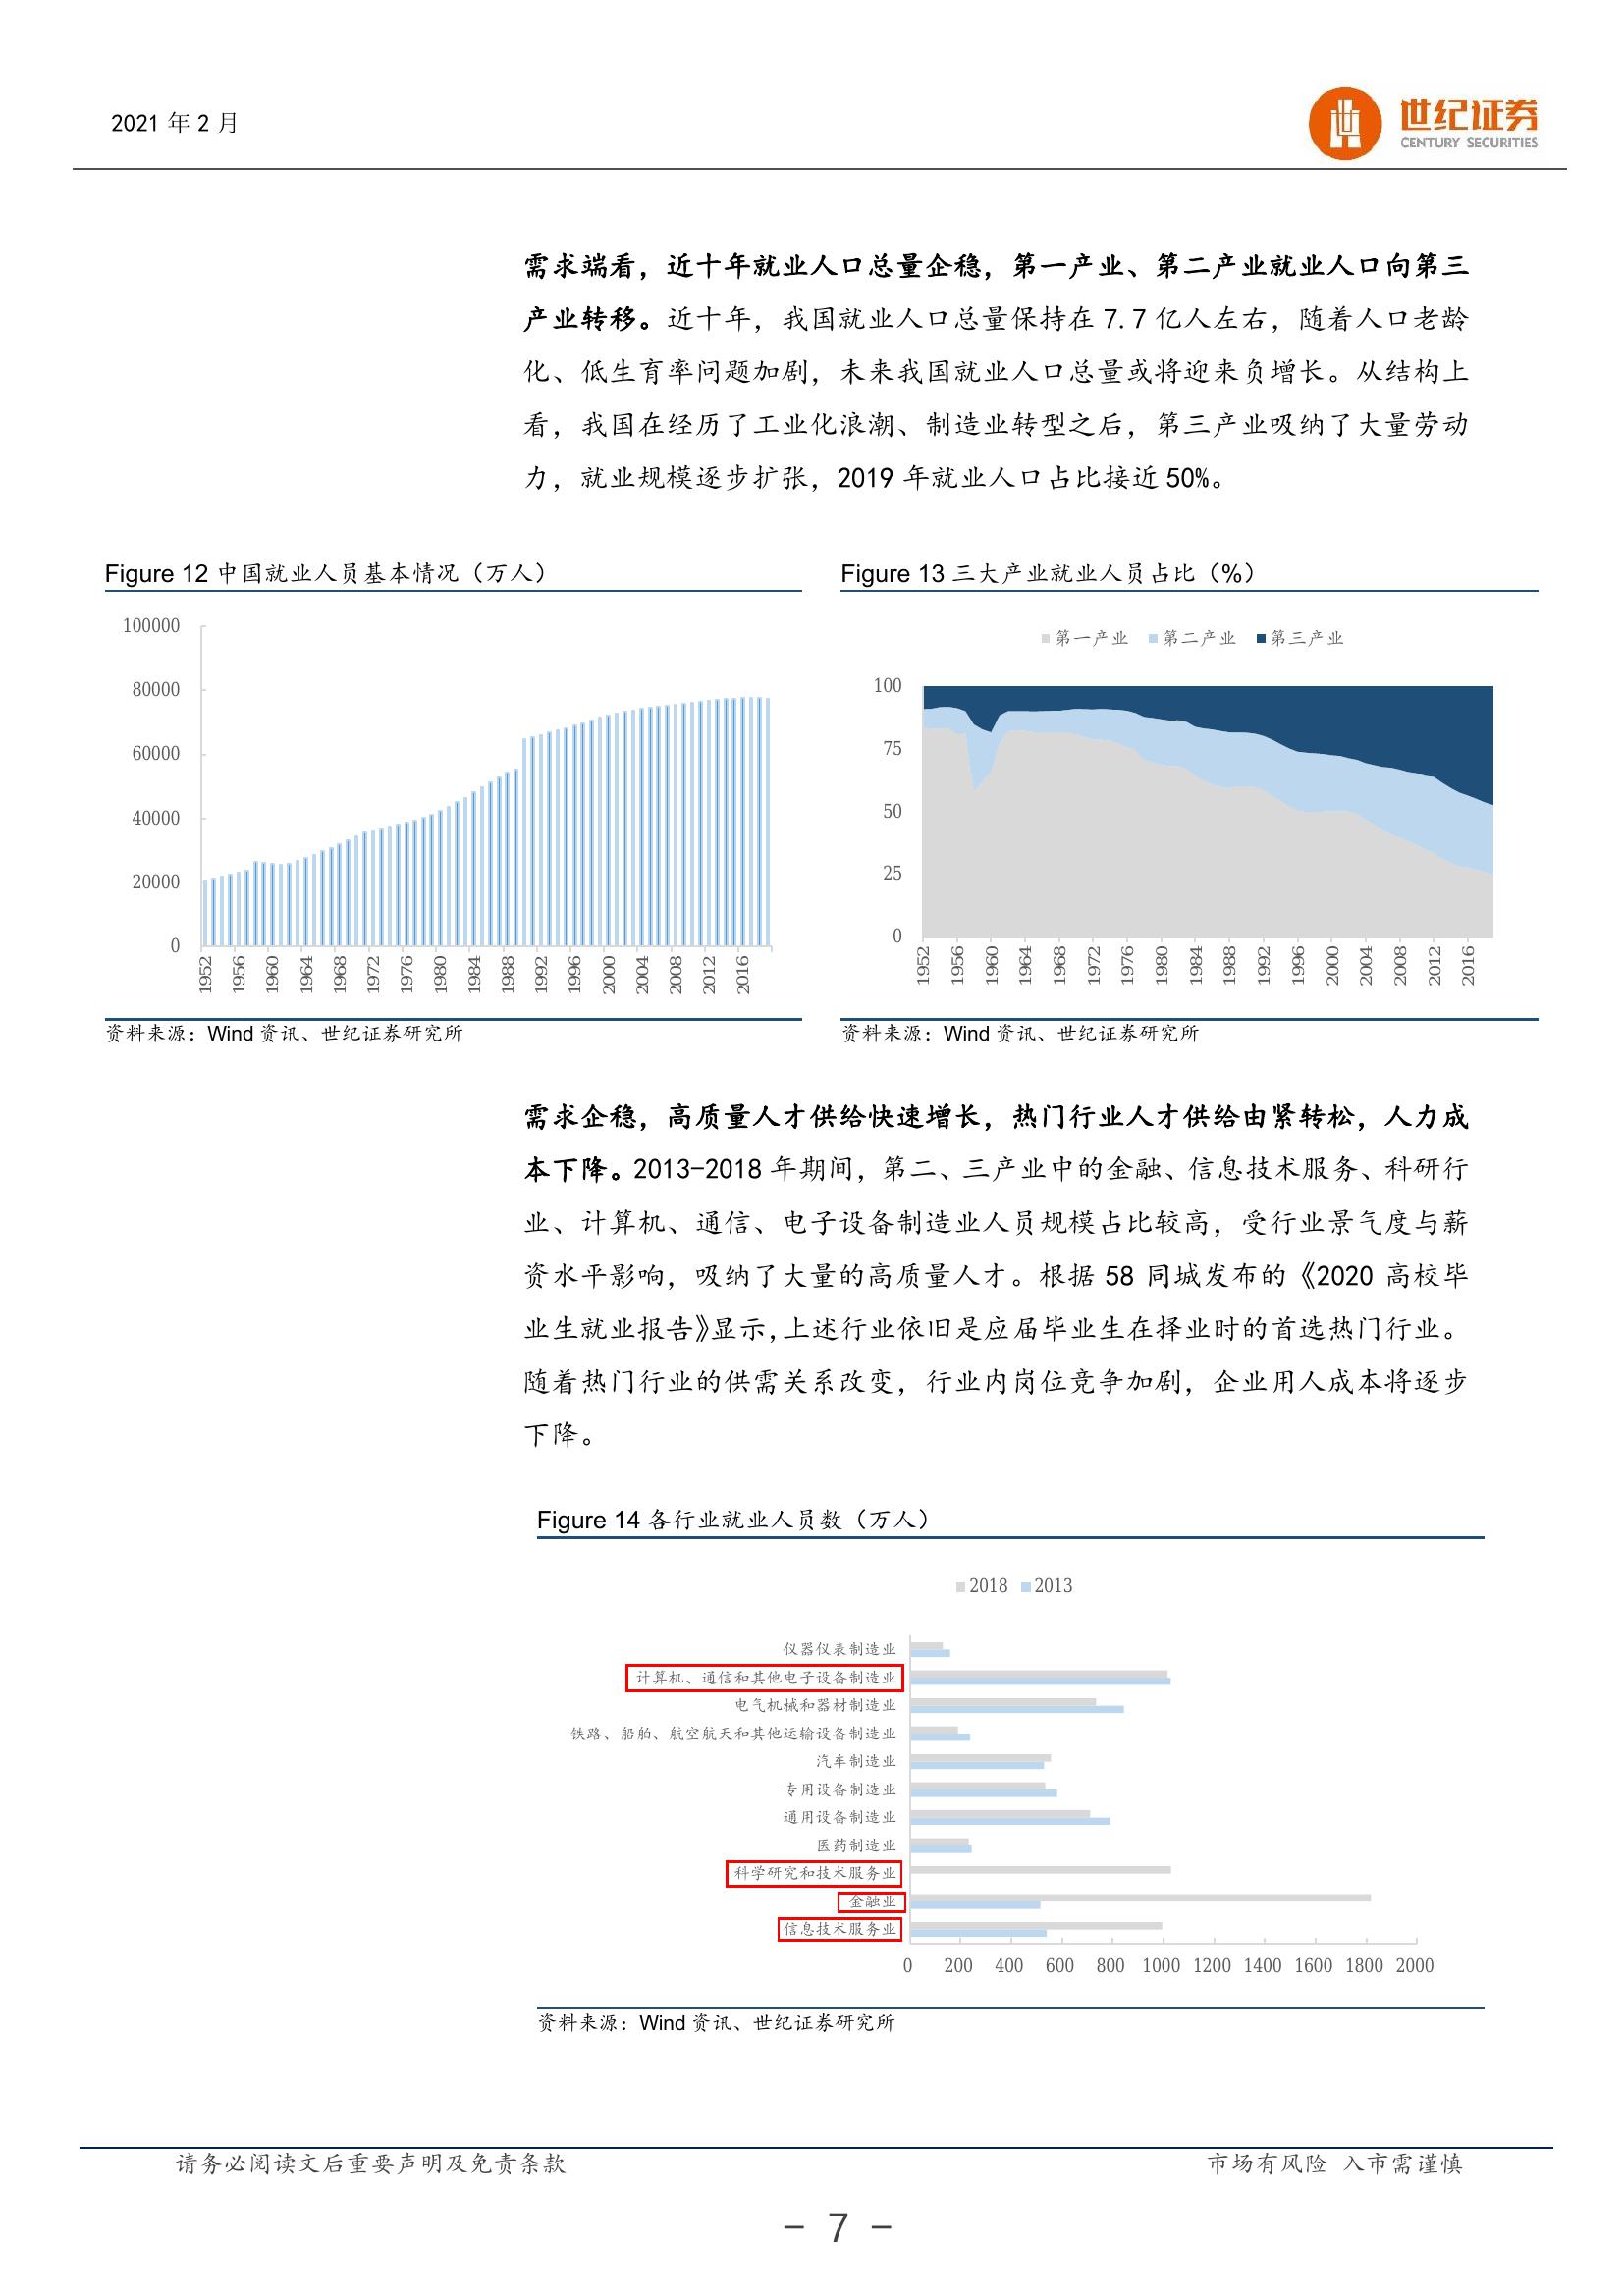 2021 年 2 月
世纪证券
CENTURY SECURITIES
需求端看，近十年就业人口总量企稳，第一产业、第二产业就业人口向第三
产业转移。近十年，我国就业人口总量保持在 7.7 亿人左右，随着人口老龄
化、低生育率问题加剧，未来我国就业人口总量或将迎来负增长。从结构上
看，我国在经历了工业化浪潮、制造业转型之后，第三产业吸纳了大量劳动
力，就业规模逐步扩张，2019 年就业人口占比接近 50%。
Figure 12 中国就业人员基本情况（万人）
100000
80000
60000
40000
20000
0
1952 1956 1960 1964 1968 1972 1976 1980 1984 1988 1992 1996 2000 2004 2008 2012 2016
资料来源：Wind 资讯、世纪证券研究所
Figure 13 三大产业就业人员占比（%）
第一产业 第二产业 第三产业
100
75
50
25
0
1952 1956 1960 1964 1968 1972 1976 1980 1984 1988 1992 1996 2000 2004 2008 2012 2016
资料来源：Wind 资讯、世纪证券研究所
需求企稳，高质量人才供给快速增长，热门行业人才供给由紧转松，人力成
本下降。2013-2018 年期间，第二、三产业中的金融、信息技术服务、科研行
业、计算机、通信、电子设备制造业人员规模占比较高，受行业景气度与薪
资水平影响，吸纳了大量的高质量人才。根据 58 同城发布的《2020 高校毕
业生就业报告》显示，上述行业依旧是应届毕业生在择业时的首选热门行业。
随着热门行业的供需关系改变，行业内岗位竞争加剧，企业用人成本将逐步
下降。
Figure 14 各行业就业人员数（万人）
2018 2013
仪器仪表制造业
计算机、通信和其他电子设备制造业
电气机械和器材制造业
铁路、船舶、航空航天和其他运输设备制造业
汽车制造业
专用设备制造业
通用设备制造业
医药制造业
科学研究和技术服务业
金融业
信息技术服务业
0 200 400 600 800 1000 1200 1400 1600 1800 2000
资料来源：Wind 资讯、世纪证券研究所
请务必阅读文后重要声明及免责条款 市场有风险 入市需谨慎
- 7 -